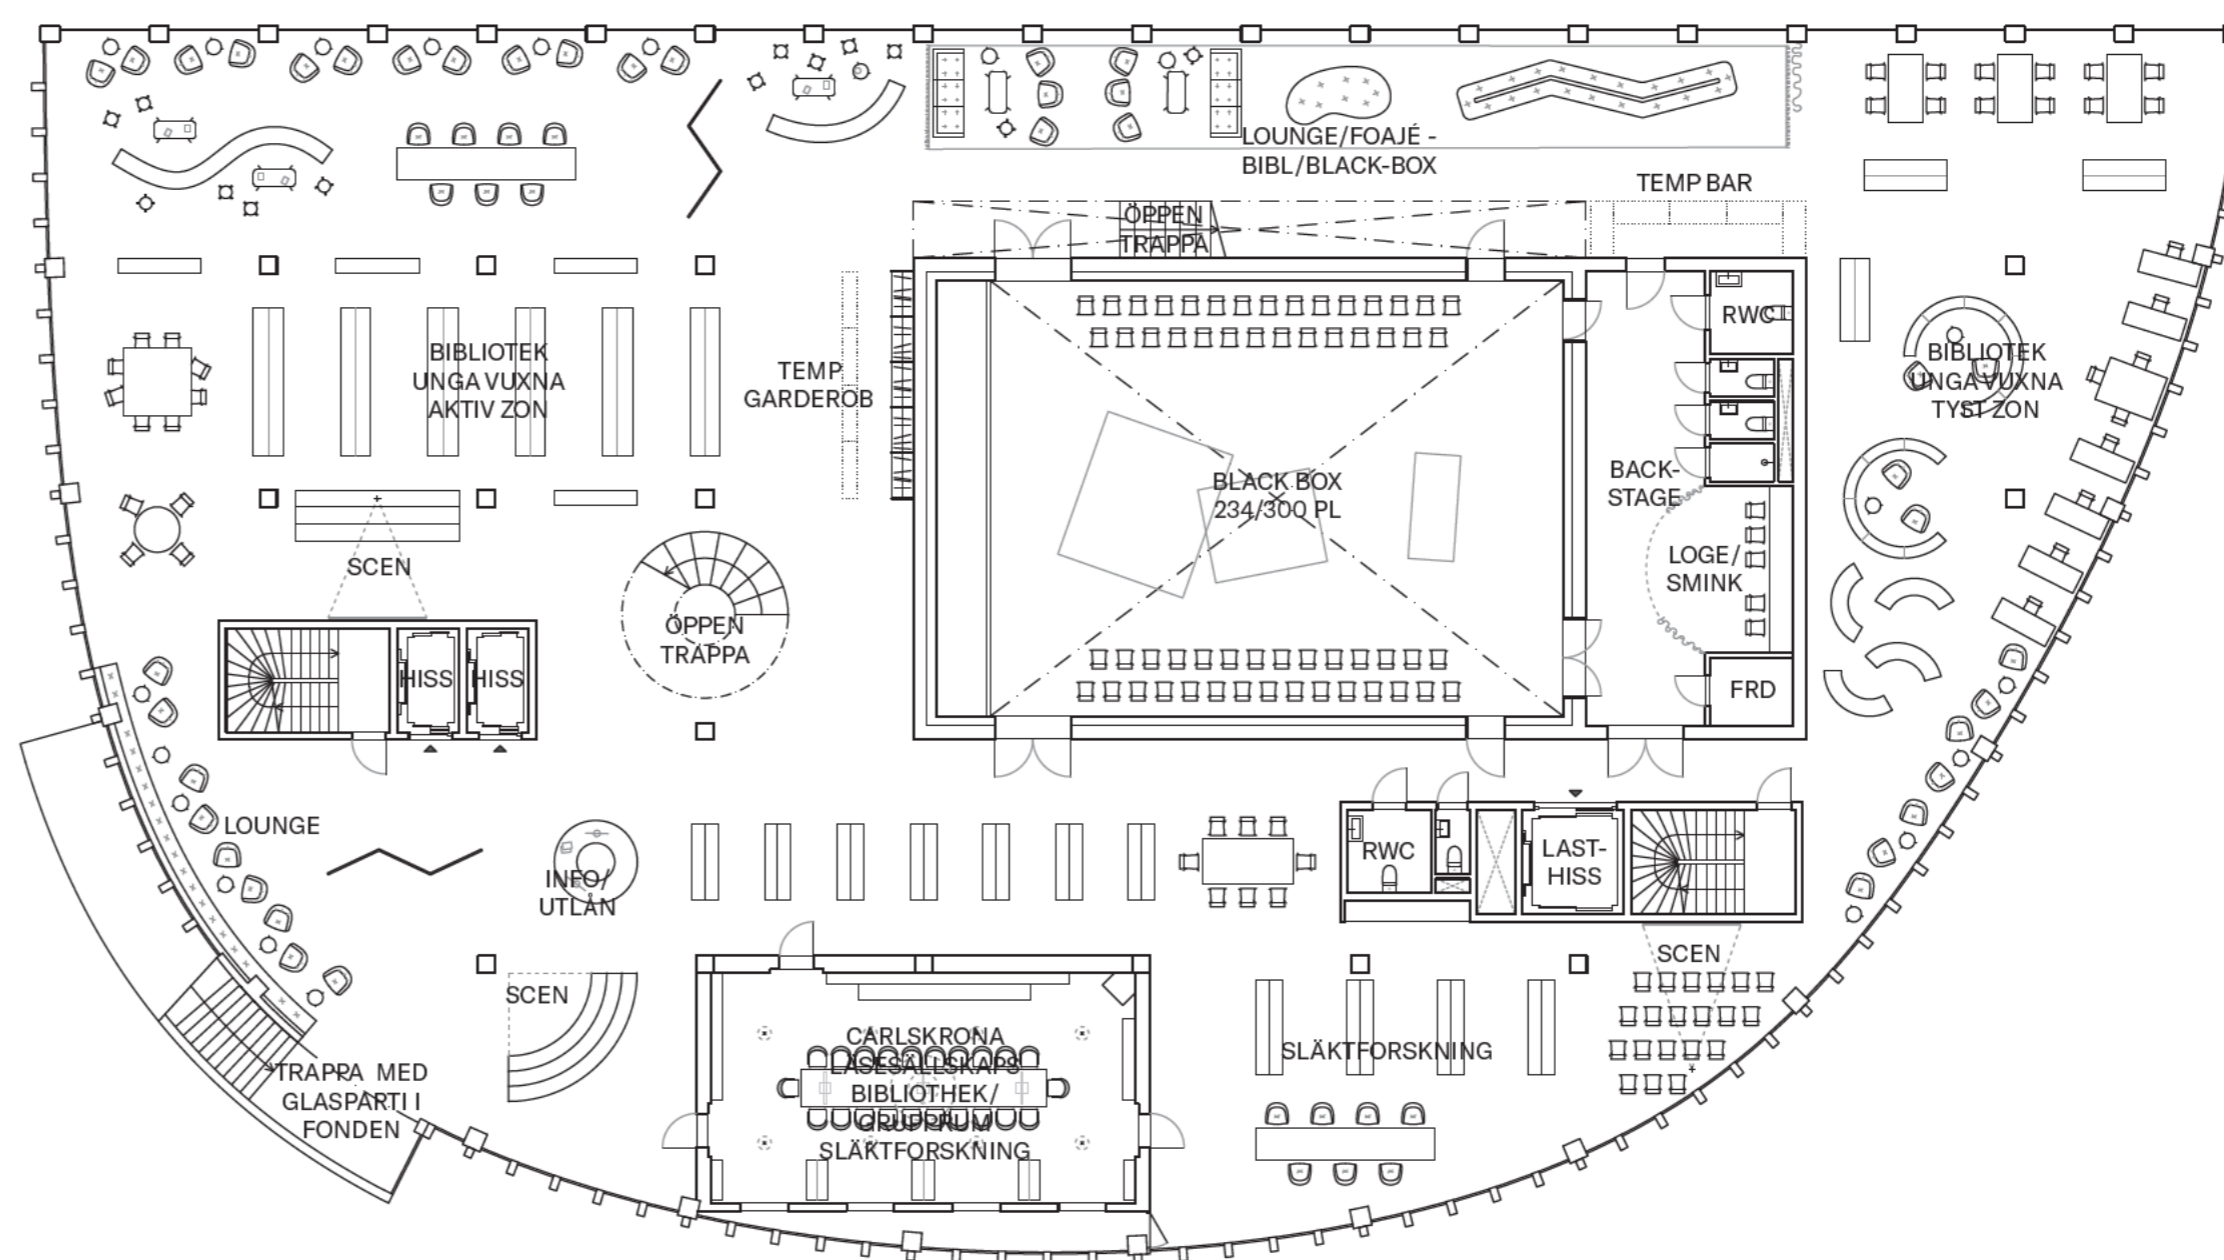 LOUNGE/FOAJÉ -
BIBL/BLACK-BOX
TEMP BAR
ÖPPEN
TRAPPA
RWC
BIBLIOTEK
UNGA VUXNA
AKTIV ZON
TEMP
GARDEROB
BIBLIOTEK
UNGA VUXNA
TYST ZON
BLACK BOX
234/300 PL
BACK-
STAGE
LOGE/
SMINK
SCEN
ÖPPEN
TRAPPA
HISS
HISS
FRD
LOUNGE
INFO/
UTLÅN
RWC
LAST-
HISS
SCEN
SCEN
CARLSKRONA
LÄSESÄLLSKAPS
BIBLIOTHEK/
GRUPPRUM
SLÄKTFORSKNING
SLÄKTFORSKNING
TRAPPA MED
GLASPARTI I
FONDEN